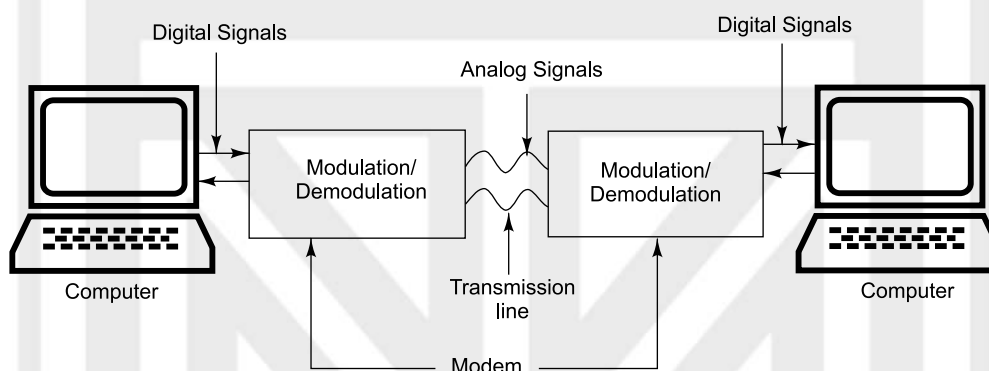 Digital Signals
Digital Signals
Analog Signals
Modulation/
Demodulation
Modulation/
Demodulation
Transmission
line
Computer
Computer
Modem